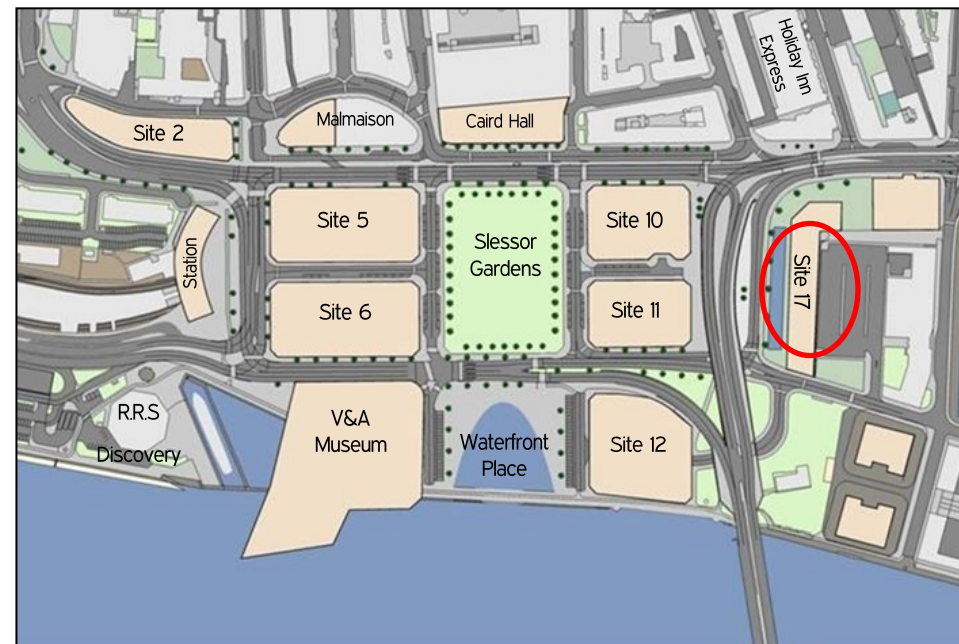 Holiday Inn
Express
Site 2
Malmaison
Caird Hall
Site 5
Slessor
Gardens
Site 10
Station
Site 17
Site 6
Site 11
R.R.S
Discovery
V&A
Museum
Waterfront
Place
Site 12